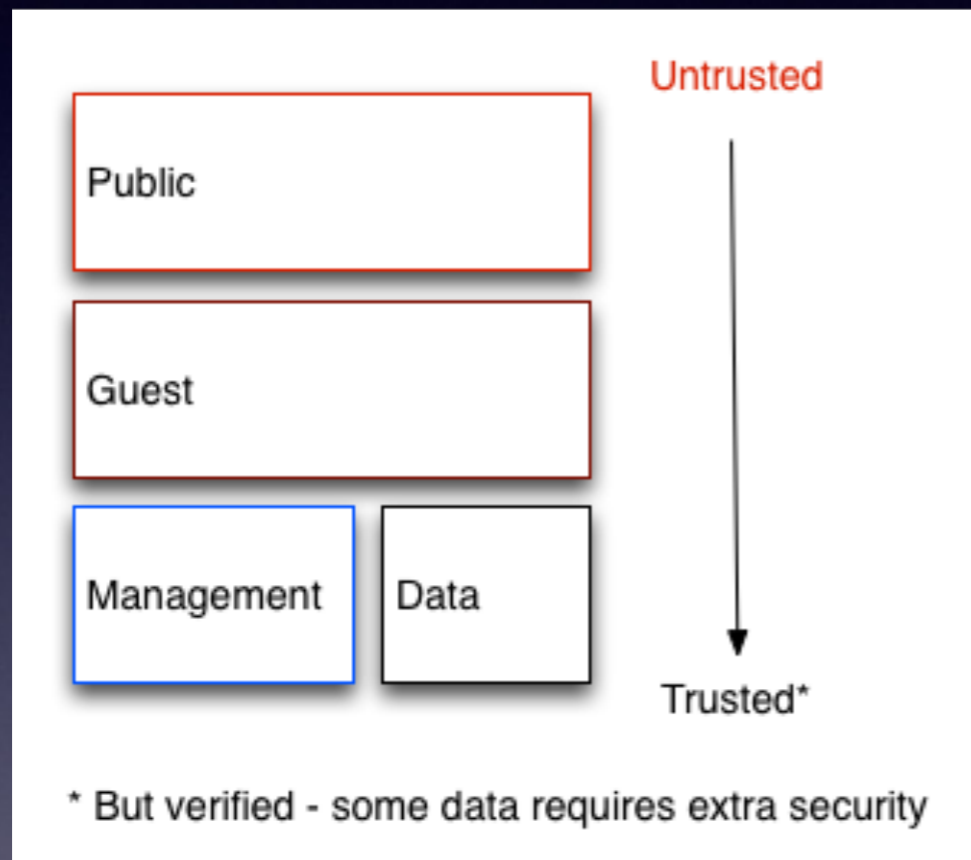 Untrusted
Public
Guest
Management
Data
Trusted*
* But verified - some data requires extra security